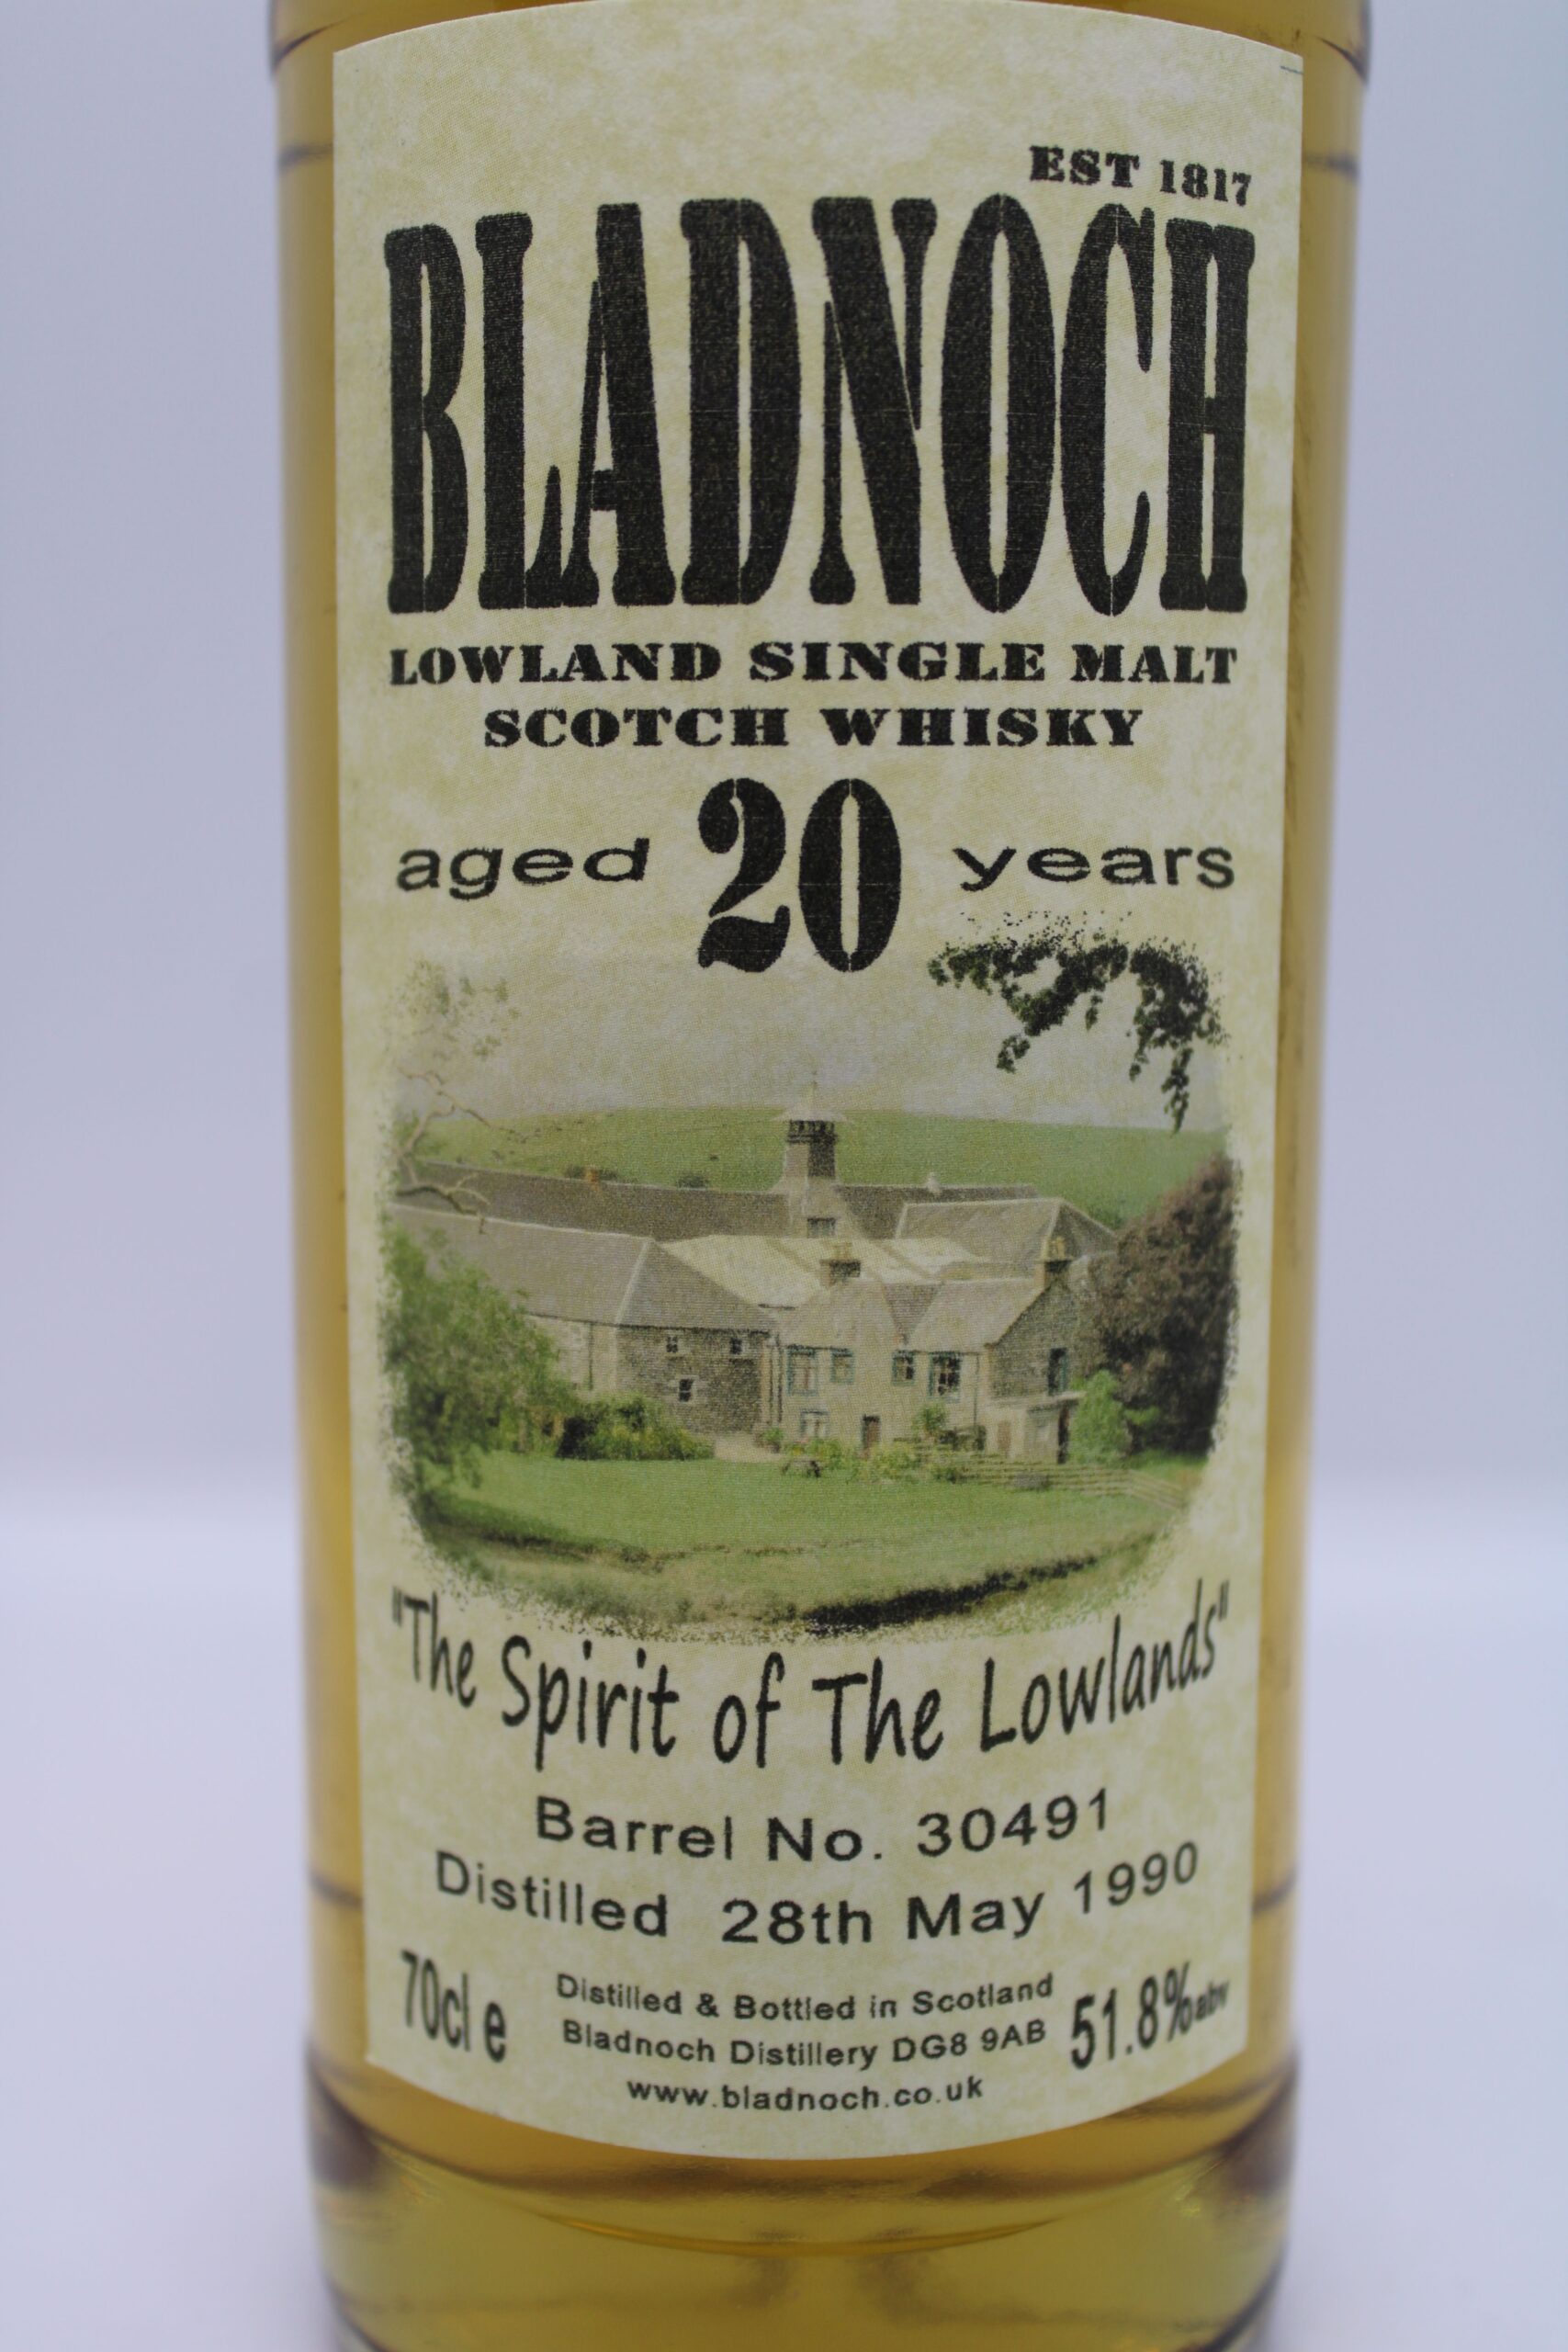 EST 1817
BLADNOCH
LOWLAND SINGLE MALT
SCOTCH WHISKY
aged 20 years
"The Spirit of The Lowlands"
Barrel No. 30491
Distilled 28th May 1990
70cl e
Distilled & Bottled in Scotland
Bladnoch Distillery DG8 9AB
www.bladnoch.co.uk
51.8%abv